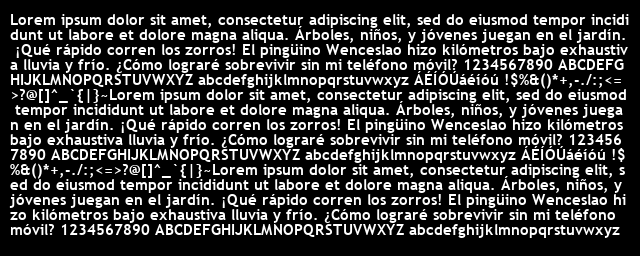 Lorem ipsum dolor sit amet, consectetur adipiscing elit, sed do eiusmod tempor incidi
dunt ut labore et dolore magna aliqua. Árboles, niños, y jóvenes juegan en el jardín.
¡Qué rápido corren los zorros! El pingüino Wenceslao hizo kilómetros bajo exhaustiv
a lluvia y frío. ¿Cómo lograré sobrevivir sin mi teléfono móvil? 1234567890 ABCDEFG
HIJKLMNOPQRSTUVWXYZ abcdefghijklmnopqrstuvwxyz ÁÉÍÓÚáéíóú !$%&()*+,-./:;<=
>?@[]^_`{|}~Lorem ipsum dolor sit amet, consectetur adipiscing elit, sed do eiusmod
tempor incididunt ut labore et dolore magna aliqua. Árboles, niños, y jóvenes juega
n en el jardín. ¡Qué rápido corren los zorros! El pingüino Wenceslao hizo kilómetros
bajo exhaustiva lluvia y frío. ¿Cómo lograré sobrevivir sin mi teléfono móvil? 123456
7890 ABCDEFGHIJKLMNOPQRSTUVWXYZ abcdefghijklmnopqrstuvwxyz ÁÉÍÓÚáéíóú !$
%&()*+,-./:;<=>?@[]^_`{|}~Lorem ipsum dolor sit amet, consectetur adipiscing elit, s
ed do eiusmod tempor incididunt ut labore et dolore magna aliqua. Árboles, niños, y
jóvenes juegan en el jardín. ¡Qué rápido corren los zorros! El pingüino Wenceslao hi
zo kilómetros bajo exhaustiva lluvia y frío. ¿Cómo lograré sobrevivir sin mi teléfono
móvil? 1234567890 ABCDEFGHIJKLMNOPQRSTUVWXYZ abcdefghijklmnopqrstuvwxyz